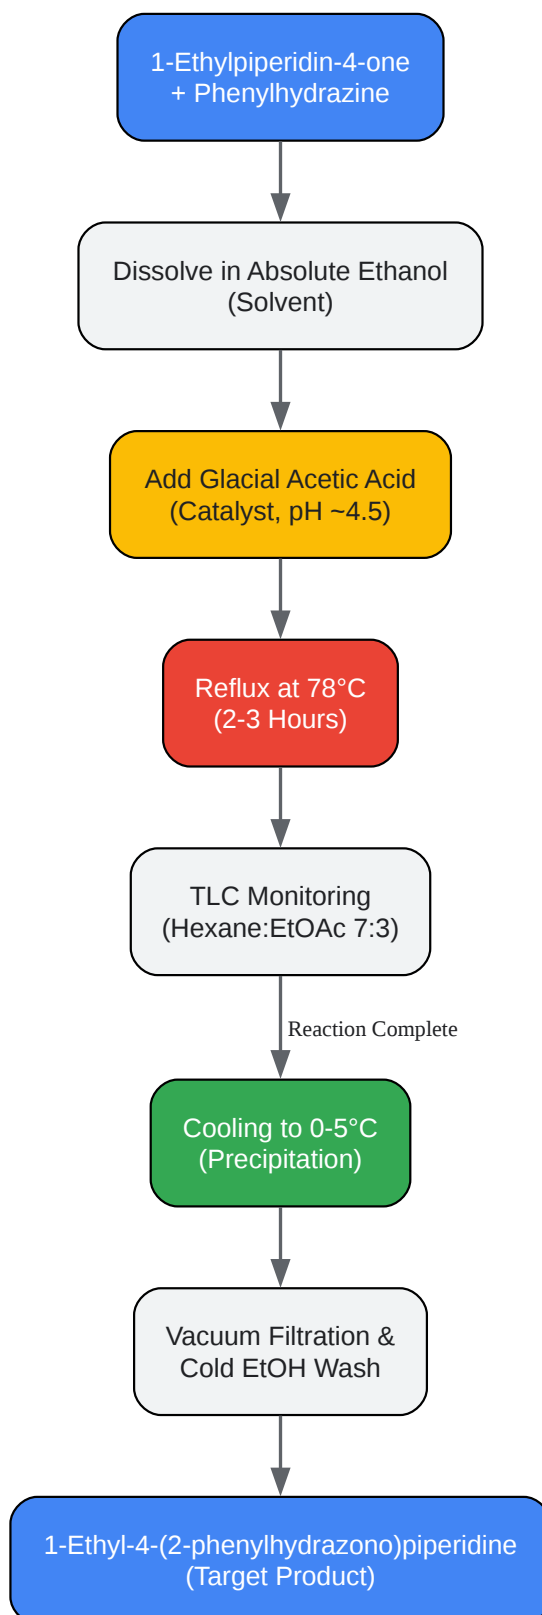 1-Ethylpiperidin-4-one
+ Phenylhydrazine
Dissolve in Absolute Ethanol
(Solvent)
Add Glacial Acetic Acid
(Catalyst, pH ~4.5)
Reflux at 78°C
(2-3 Hours)
TLC Monitoring
(Hexane:EtOAc 7:3)
Reaction Complete
Cooling to 0-5°C
(Precipitation)
Vacuum Filtration &
Cold EtOH Wash
1-Ethyl-4-(2-phenylhydrazono)piperidine
(Target Product)